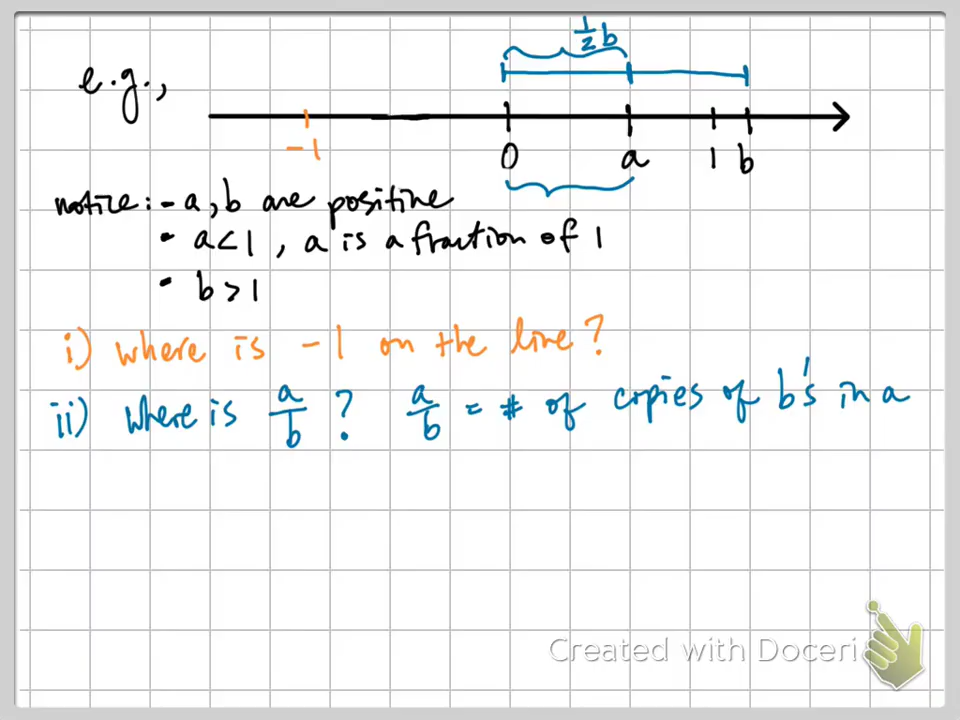 1/2 b
e.g.,
-1 0 a 1 b
notice: - a, b are positive
• a < 1 , a is a fraction of 1
• b > 1
i) where is -1 on the line?
ii) where is a/b ? a/b = # of copies of b's in a
Created with Doceri